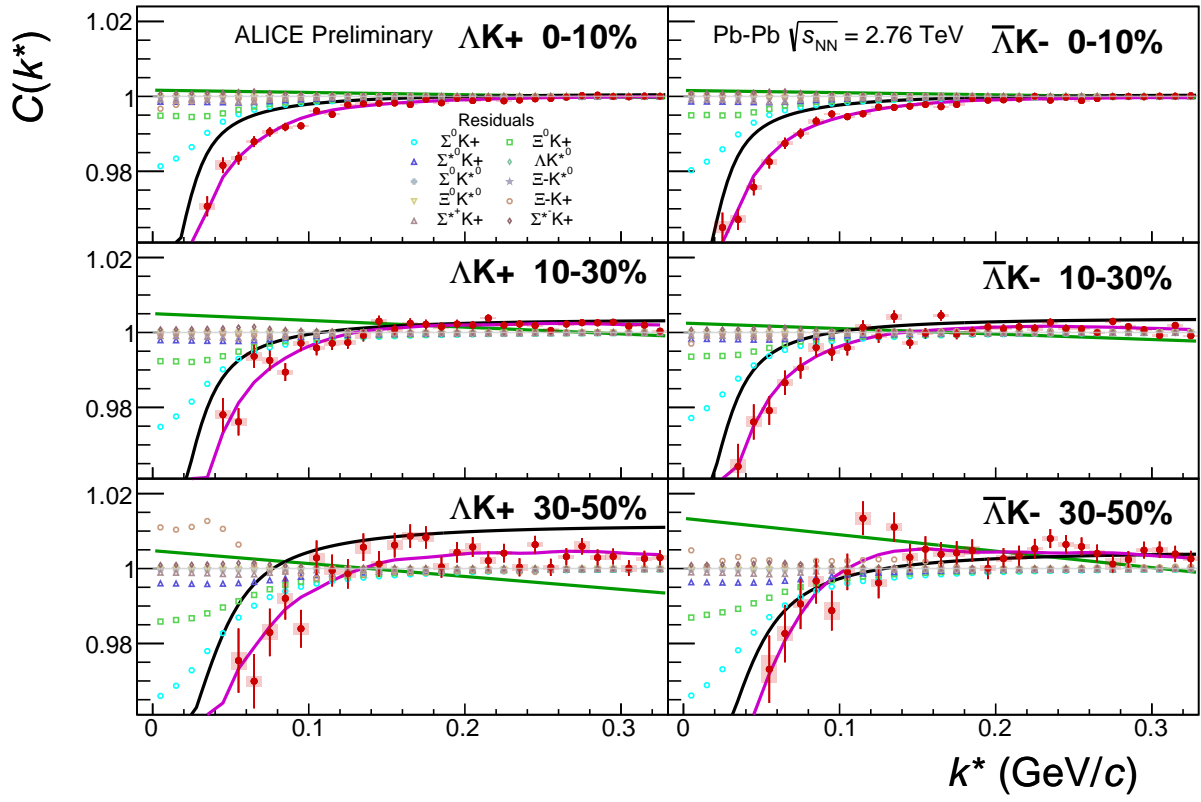 C(k*)
1.02
1
0.98
ALICE Preliminary ΛK+ 0-10%
Pb-Pb √sNN = 2.76 TeV Λ̅K- 0-10%
Residuals
Σ⁰K+ Ξ⁰K+
Σ*⁰K+ ΛK*⁰
Σ⁰K*⁰ Ξ-K*⁰
Ξ⁰K*⁰ Ξ-K+
Σ*⁺K+ Σ*⁻K+
1.02
1
0.98
ΛK+ 10-30%
Λ̅K- 10-30%
1.02
1
0.98
ΛK+ 30-50%
Λ̅K- 30-50%
0 0.1 0.2 0.3 0 0.1 0.2 0.3
k* (GeV/c)